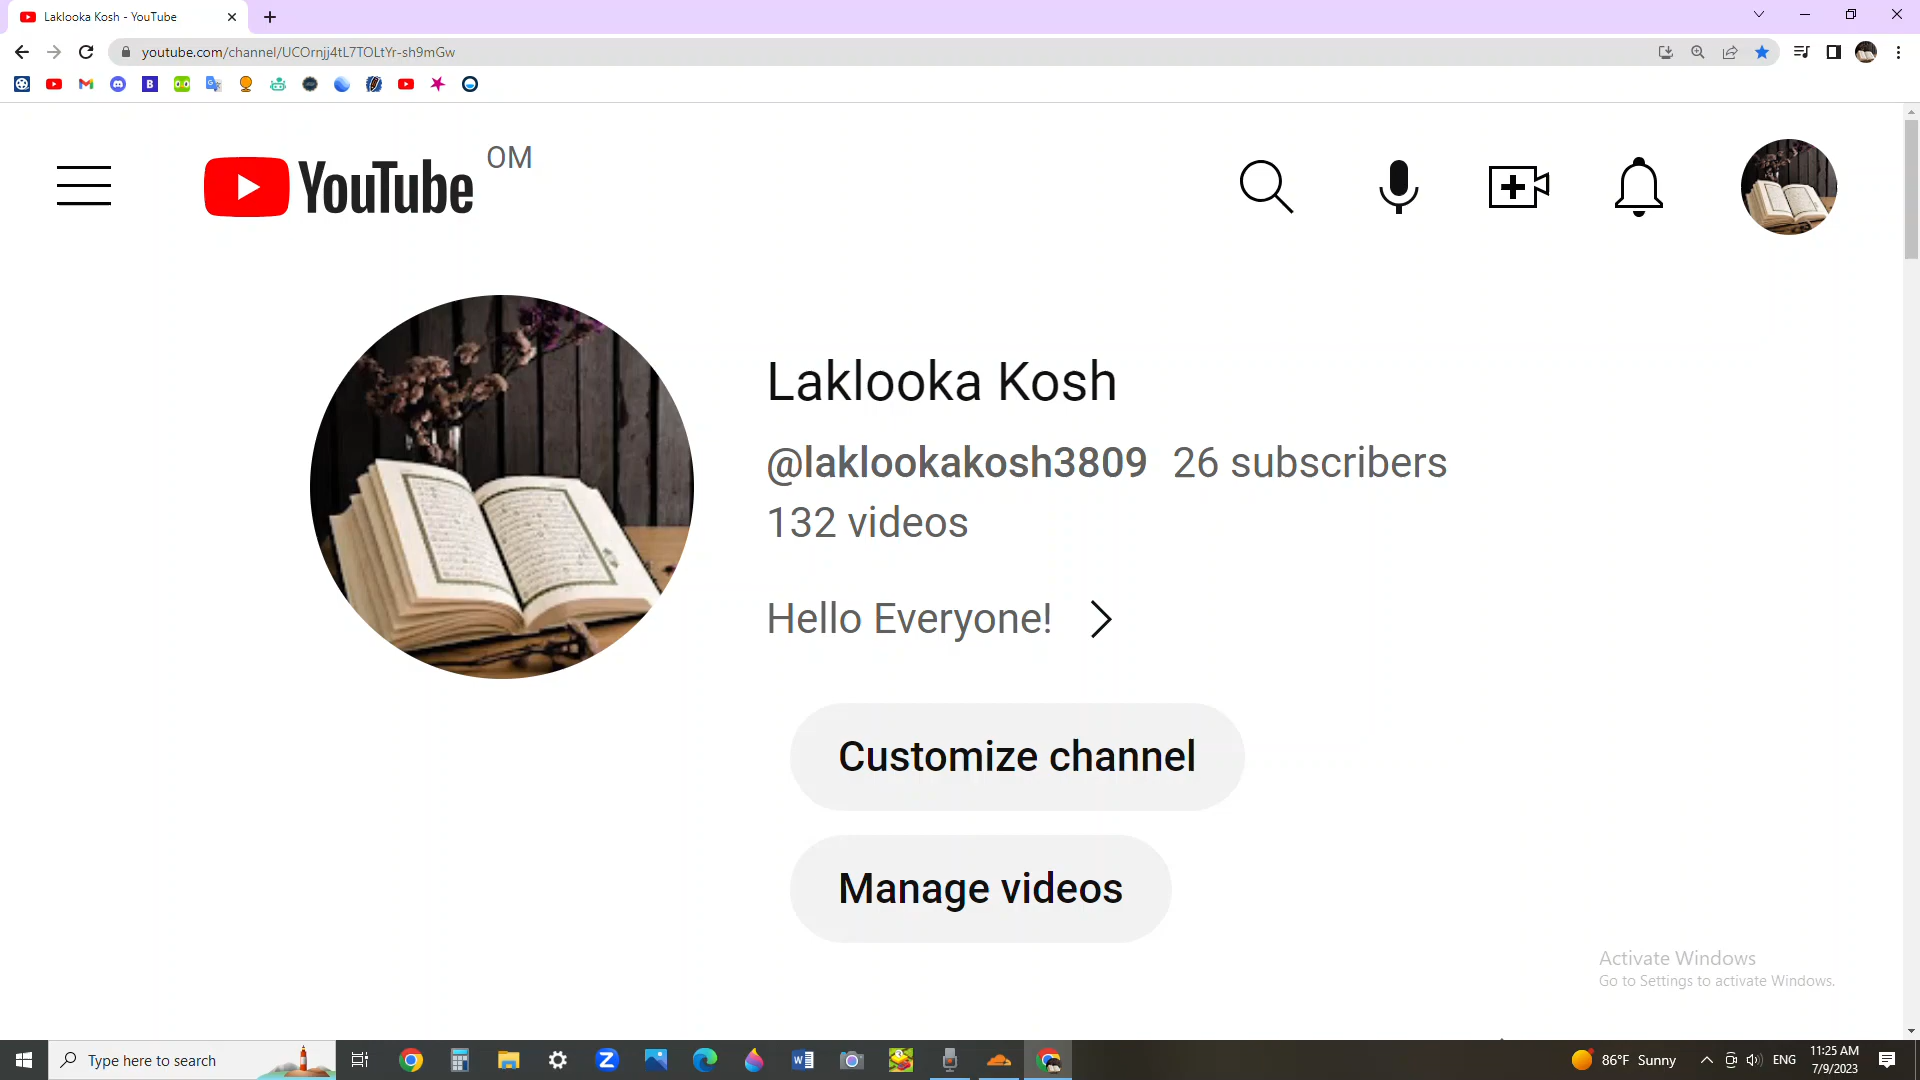 Laklooka Kosh - YouTube
youtube.com/channel/UCOrnjj4tL7TOLtYr-sh9mGw
YouTube OM
Laklooka Kosh
@laklookakosh3809 26 subscribers
132 videos
Hello Everyone!
Customize channel
Manage videos
Activate Windows
Go to Settings to activate Windows.
Type here to search
86°F Sunny
ENG
11:25 AM
7/9/2023